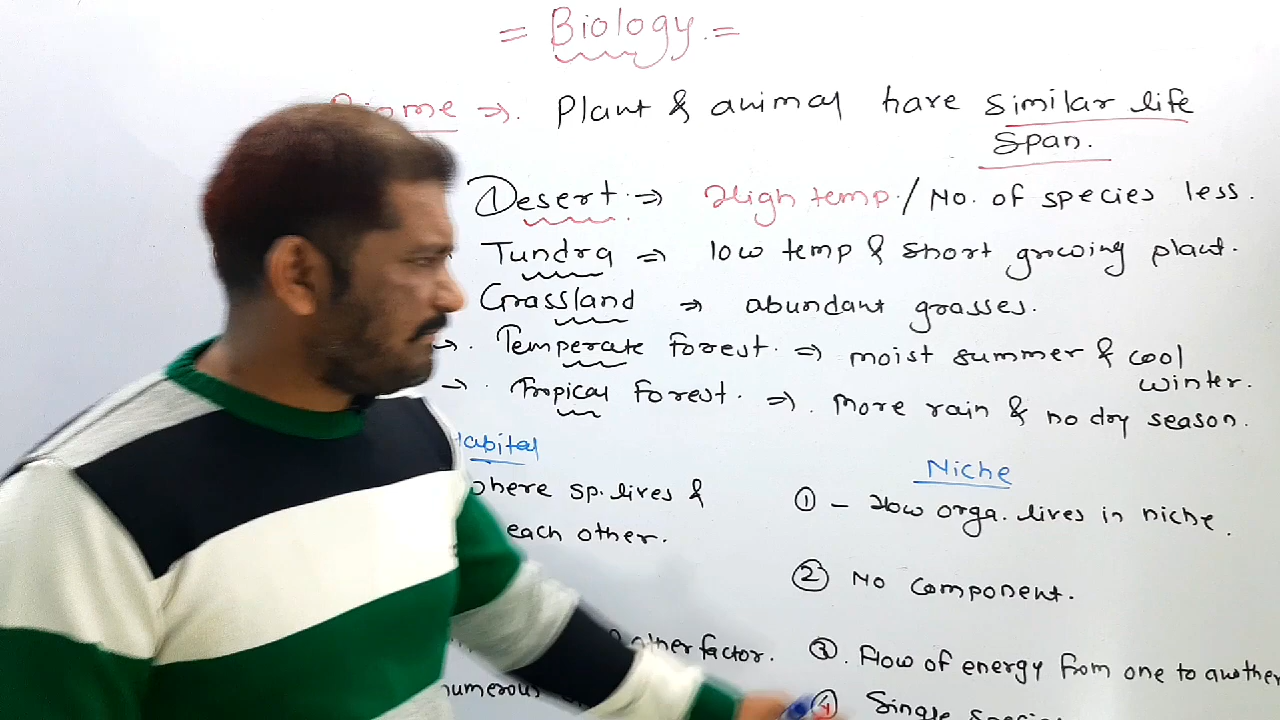 = Biology. =
⇒. Plant & animal have similar life
Span.
Desert. ⇒ High temp. / No. of species less.
Tundra ⇒ low temp & short growing plant.
Grassland ⇒ abundant grasses.
→. Temperate forest. ⇒ moist summer & cool
winter.
→. Tropical forest. ⇒. more rain & no dry season.
Niche
where sp. lives &
① - How orga. lives in niche.
each other.
② No component.
other factor.
③. Flow of energy from one to another
numerous
④ Single